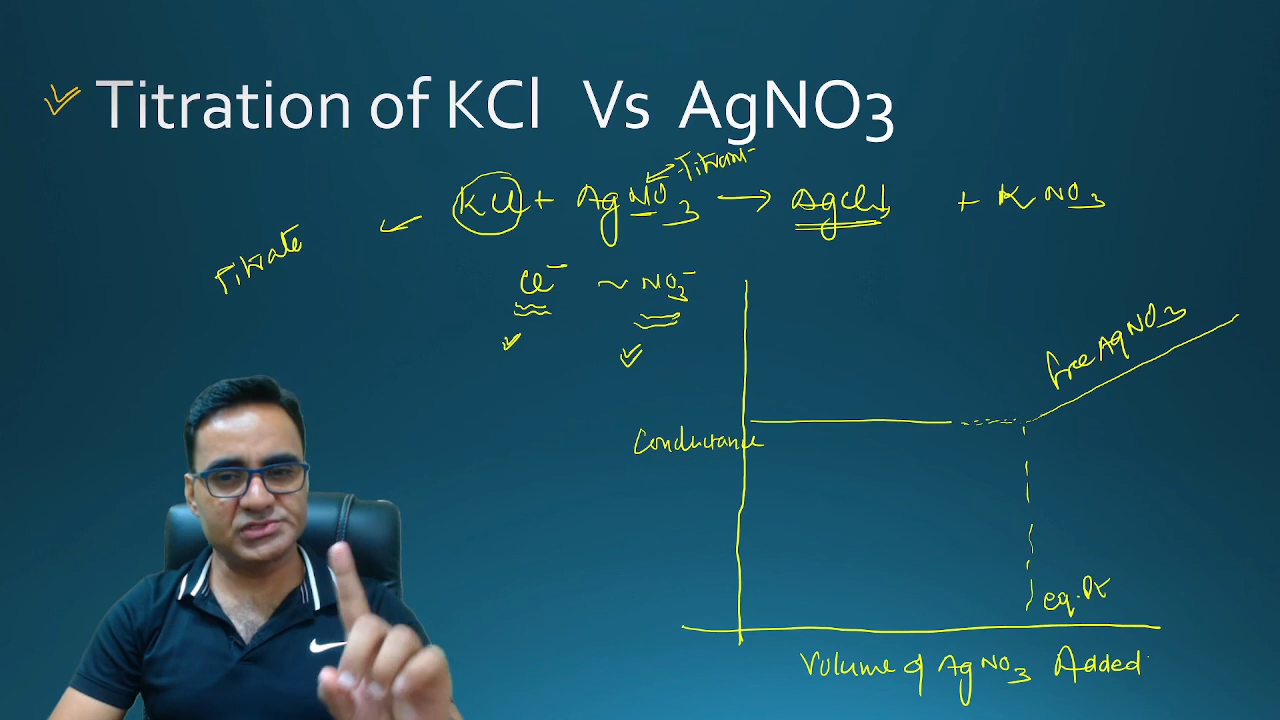 Titration of KCl Vs AgNO3
Titrant
KCl + AgNO3 → AgCl↓ + KNO3
Titrate
Cl⁻ ~ NO3⁻
free AgNO3
Conductance
eq. Pt
Volume of AgNO3 Added